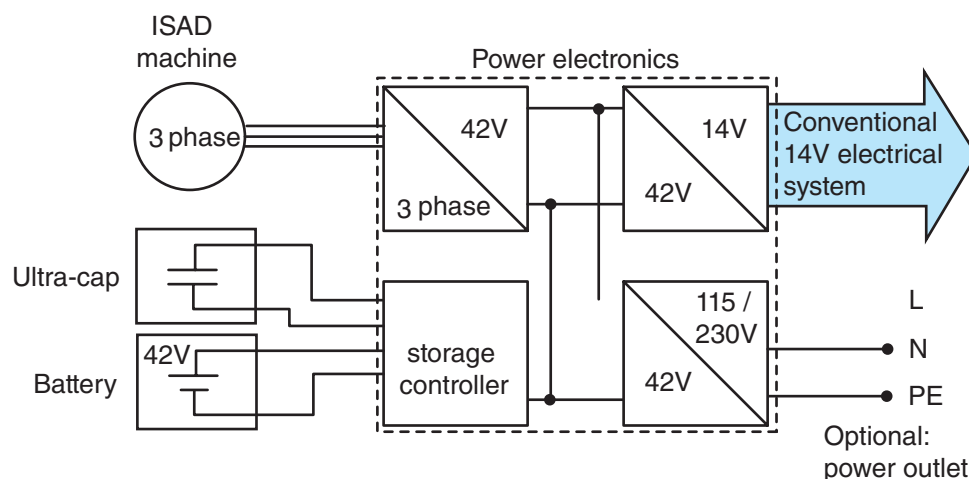 ISAD
machine
Power electronics
3 phase
42V
3 phase
14V
42V
Conventional
14V electrical
system
Ultra-cap
42V
Battery
storage
controller
115 /
230V
42V
L
N
PE
Optional:
power outlet